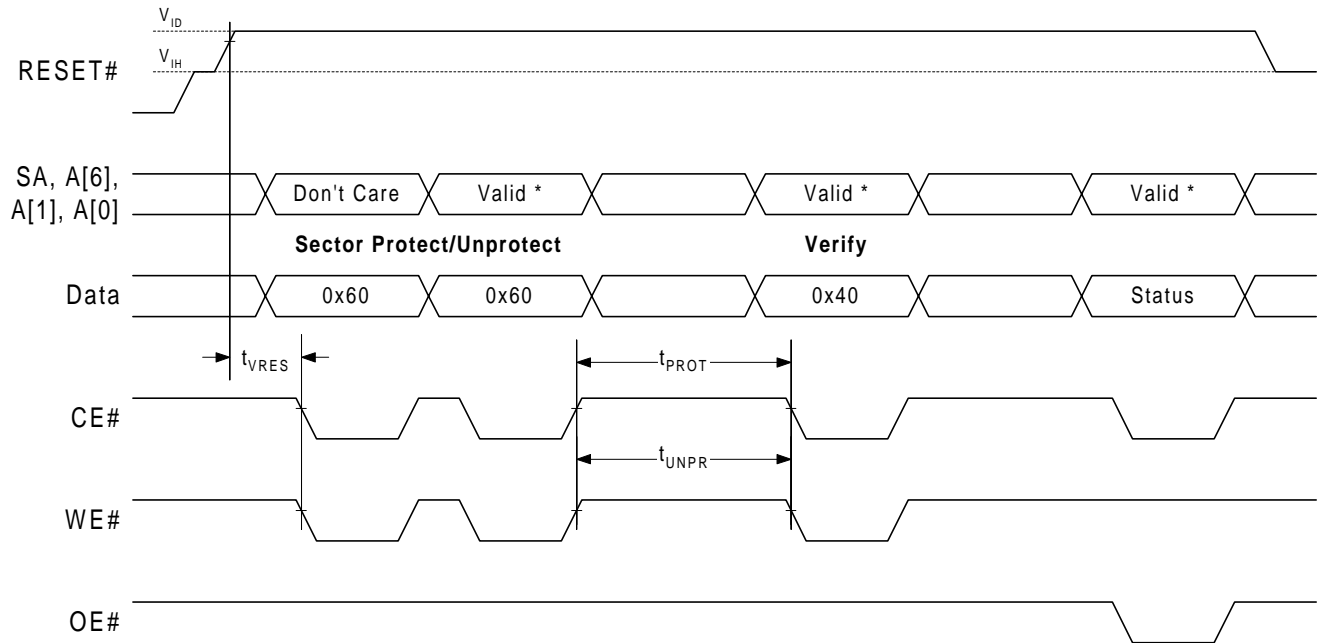 V_ID
V_IH
RESET#
SA, A[6],
A[1], A[0]
Don't Care
Valid *
Valid *
Valid *
Sector Protect/Unprotect
Verify
Data
0x60
0x60
0x40
Status
t_VRES
t_PROT
CE#
t_UNPR
WE#
OE#